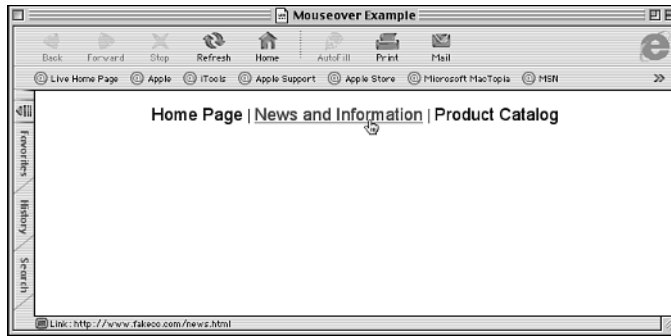 Mouseover Example
Back Forward Stop Refresh Home AutoFill Print Mail
Live Home Page Apple iTools Apple Support Apple Store Microsoft MacTopia MSN
Home Page | News and Information | Product Catalog
Favorites
History
Search
Link: http://www.fakeco.com/news.html